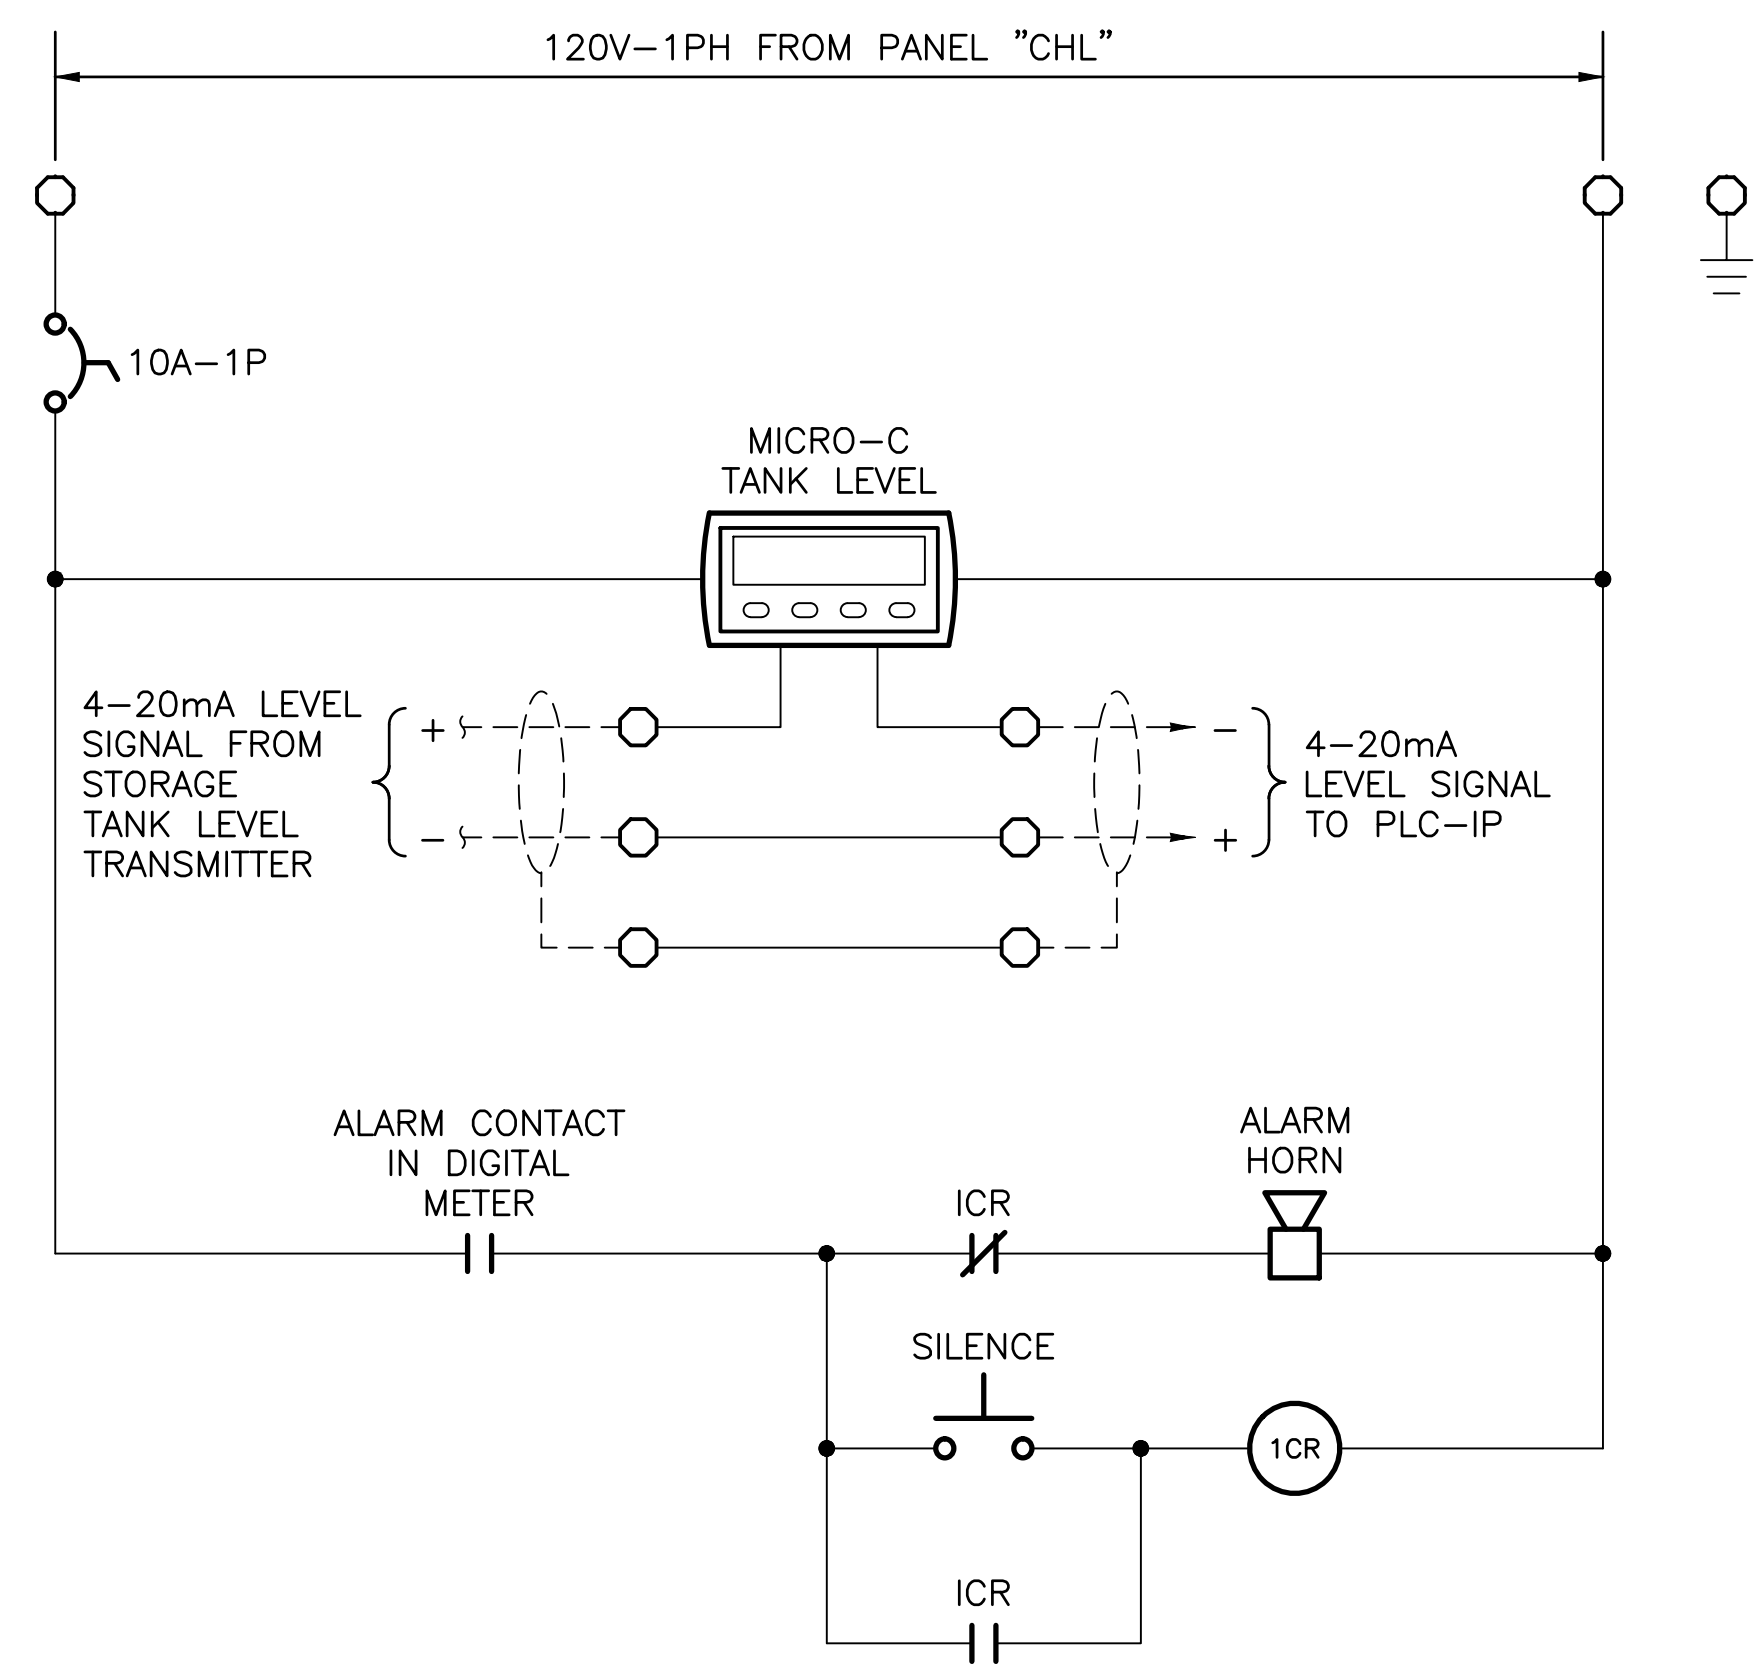 120V-1PH FROM PANEL "CHL"
10A-1P
MICRO-C
TANK LEVEL
4-20mA LEVEL
SIGNAL FROM
STORAGE
TANK LEVEL
TRANSMITTER
+
-
-
+
4-20mA
LEVEL SIGNAL
TO PLC-IP
ALARM CONTACT
IN DIGITAL
METER
ICR
ALARM
HORN
SILENCE
1CR
ICR